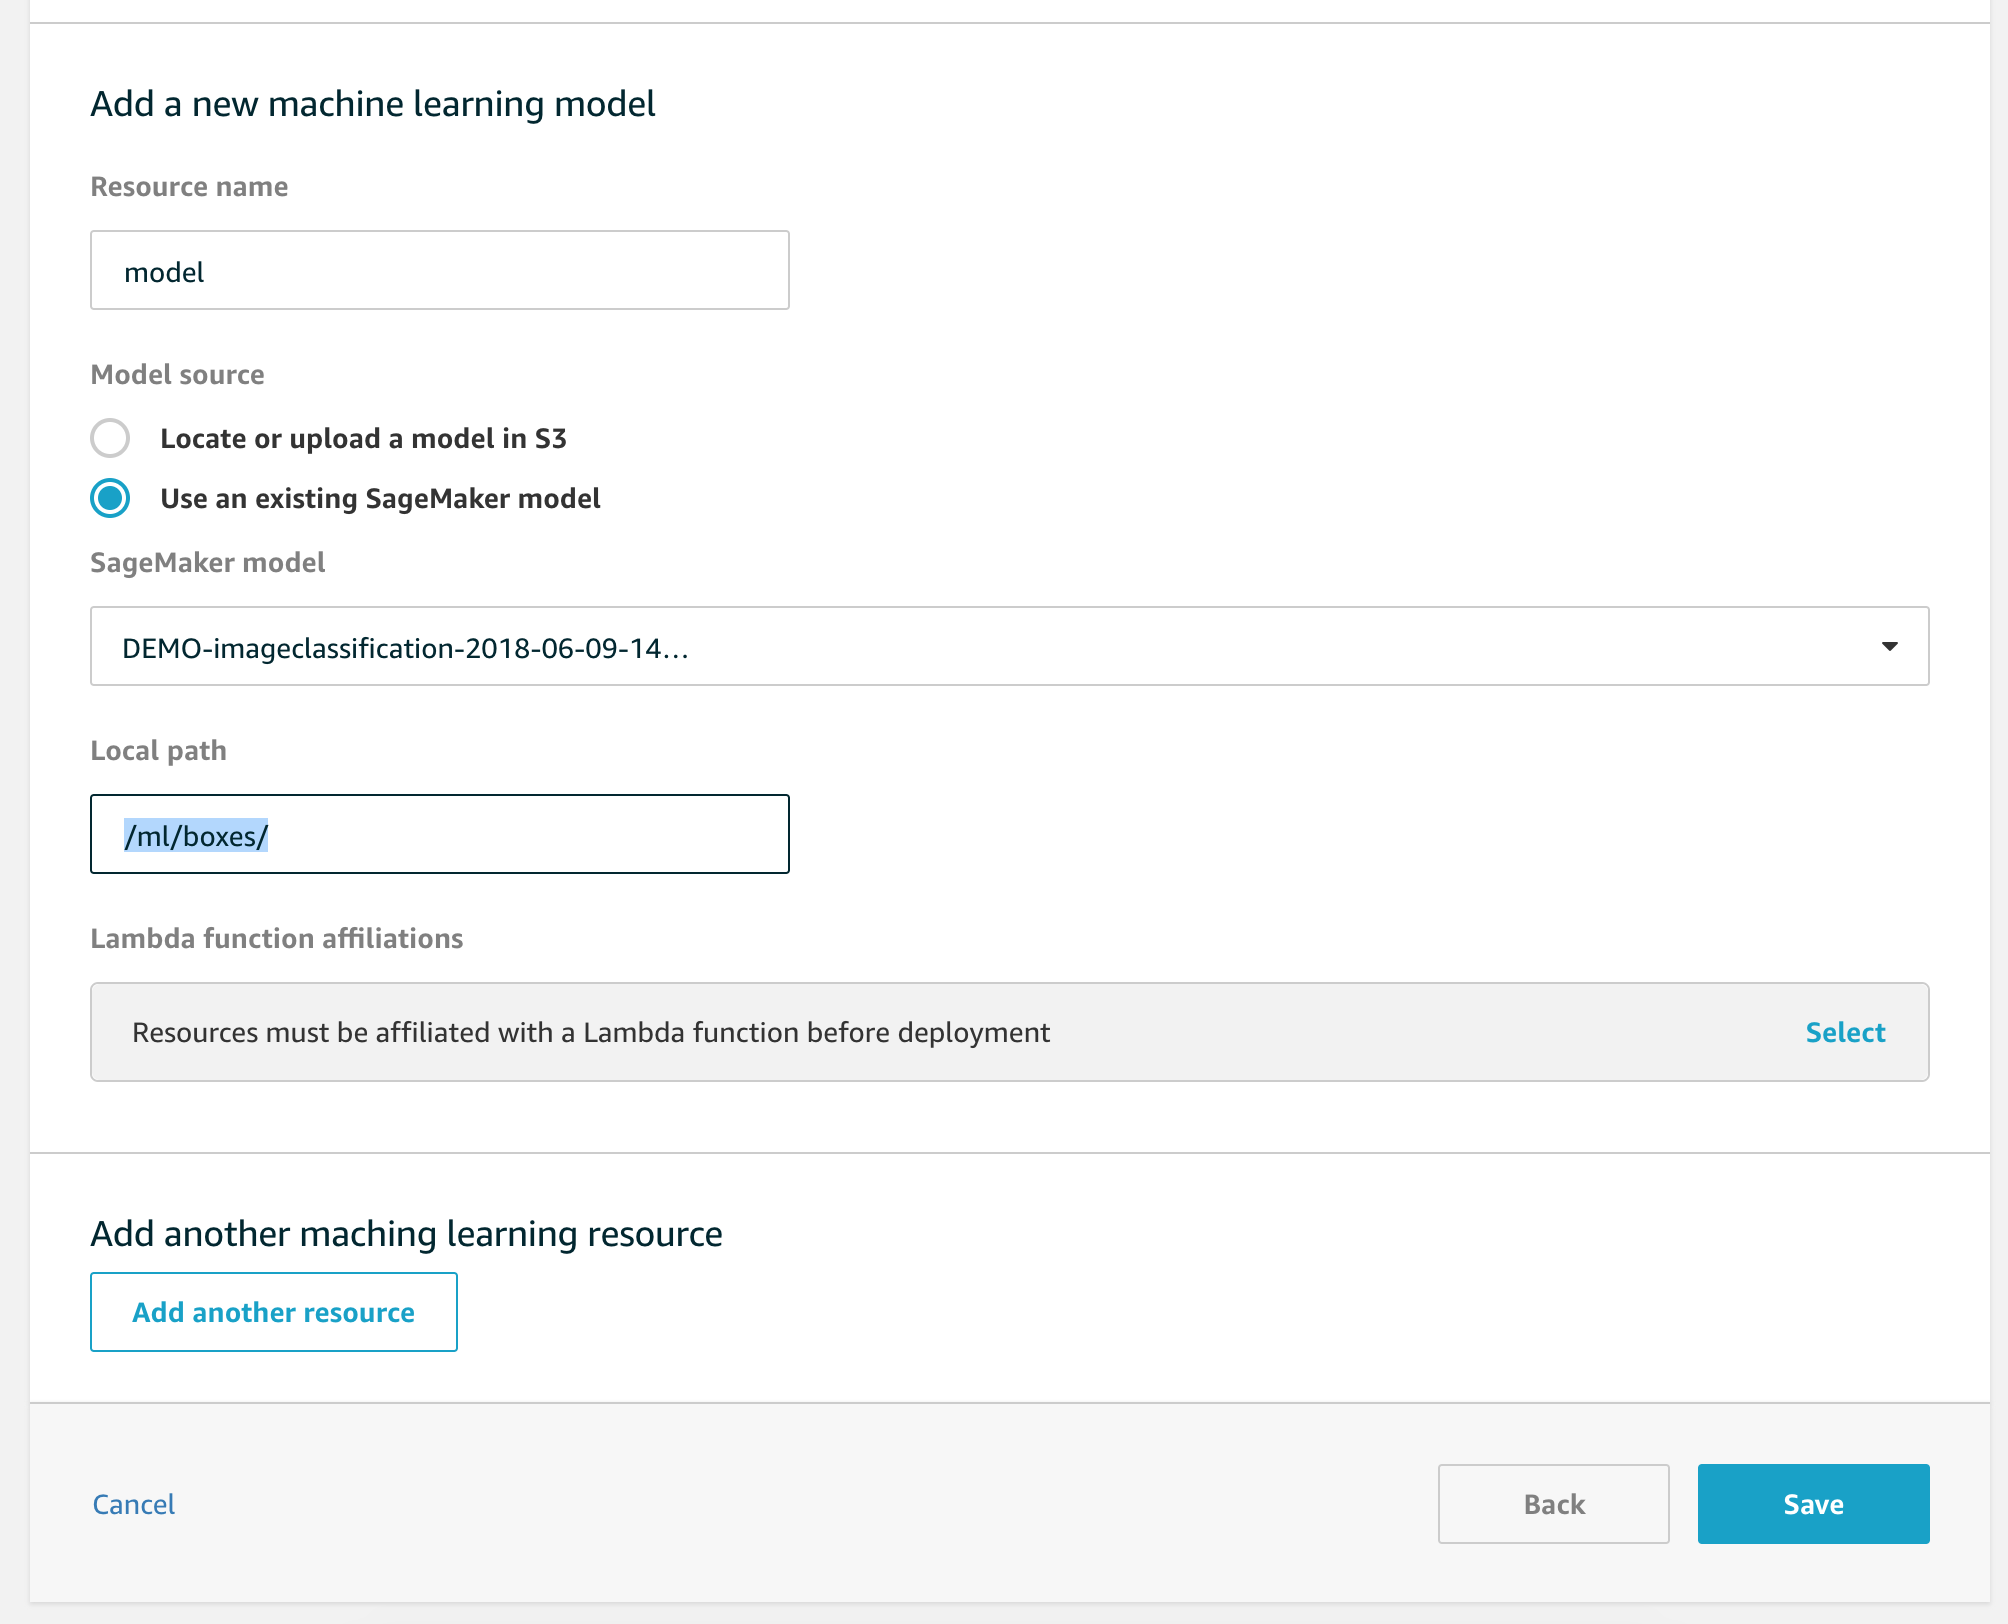 Add a new machine learning model
Resource name
model
Model source
Locate or upload a model in S3
Use an existing SageMaker model
SageMaker model
DEMO-imageclassification-2018-06-09-14...
Local path
/ml/boxes/
Lambda function affiliations
Resources must be affiliated with a Lambda function before deployment
Select
Add another maching learning resource
Add another resource
Cancel
Back
Save